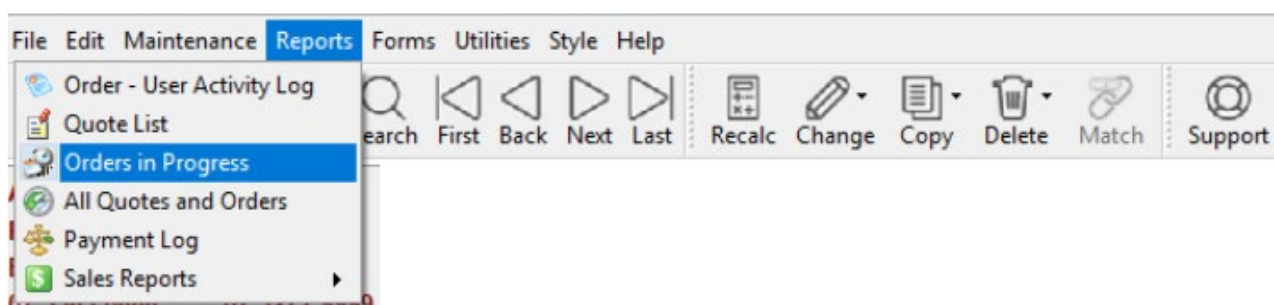 File Edit Maintenance Reports Forms Utilities Style Help
Order - User Activity Log
Quote List
earch First Back Next Last Recalc Change Copy Delete Match Support
Orders in Progress
All Quotes and Orders
Payment Log
Sales Reports